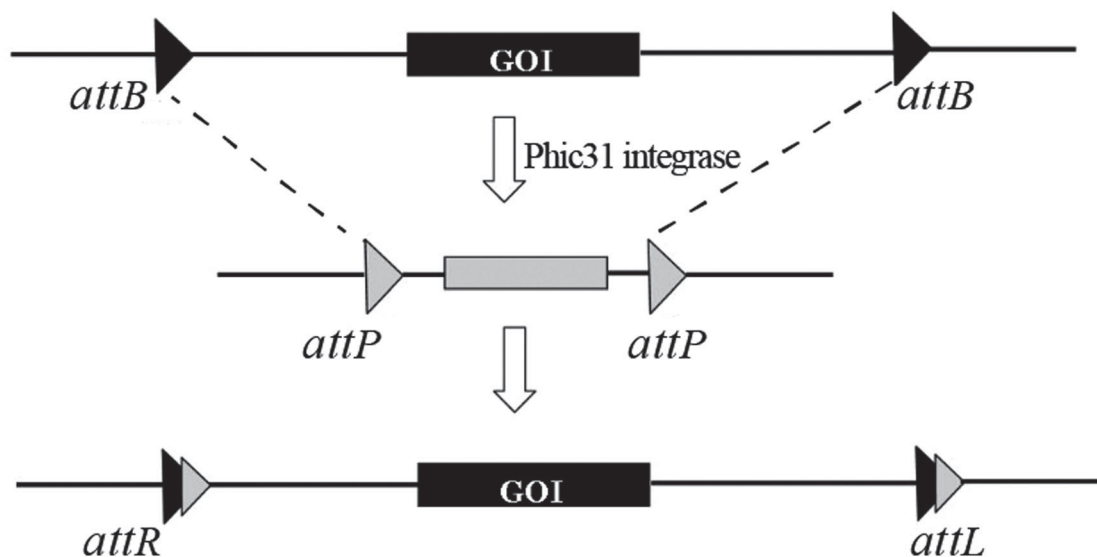 GOI
attB attB
Phic31 integrase
attP attP
GOI
attR attL